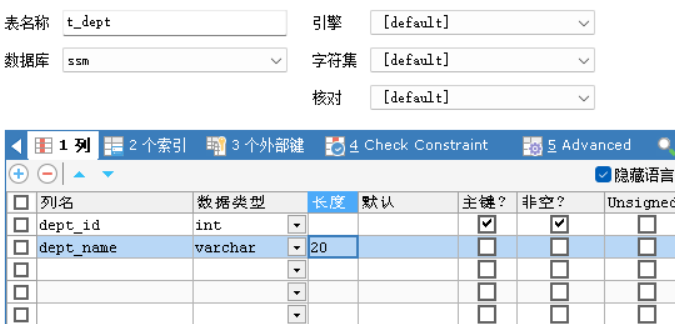 表名称 t_dept 引擎 [default]
数据库 ssm 字符集 [default]
核对 [default]
1 列 2 个索引 3 个外部键 4 Check Constraint 5 Advanced
隐藏语言
列名 数据类型 长度 默认 主键? 非空? Unsigned
dept_id int
dept_name varchar 20